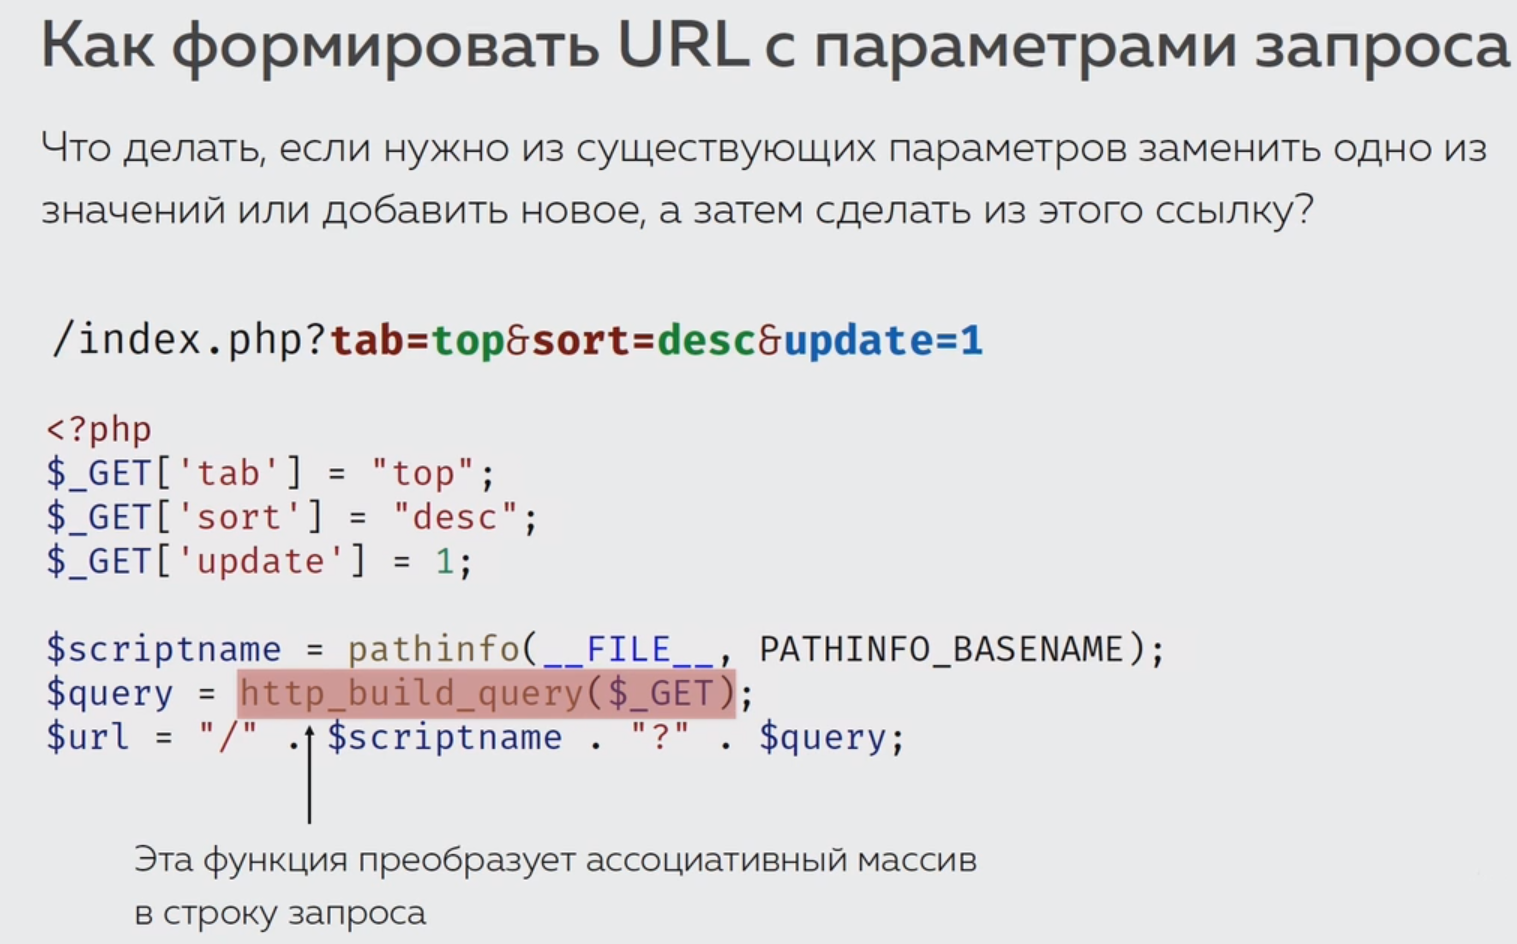 Как формировать URL с параметрами запроса
Что делать, если нужно из существующих параметров заменить одно из
значений или добавить новое, а затем сделать из этого ссылку?
/index.php?tab=top&sort=desc&update=1
<?php
$_GET['tab'] = "top";
$_GET['sort'] = "desc";
$_GET['update'] = 1;
$scriptname = pathinfo(__FILE__, PATHINFO_BASENAME);
$query = http_build_query($_GET);
$url = "/" . $scriptname . "?" . $query;
Эта функция преобразует ассоциативный массив
в строку запроса